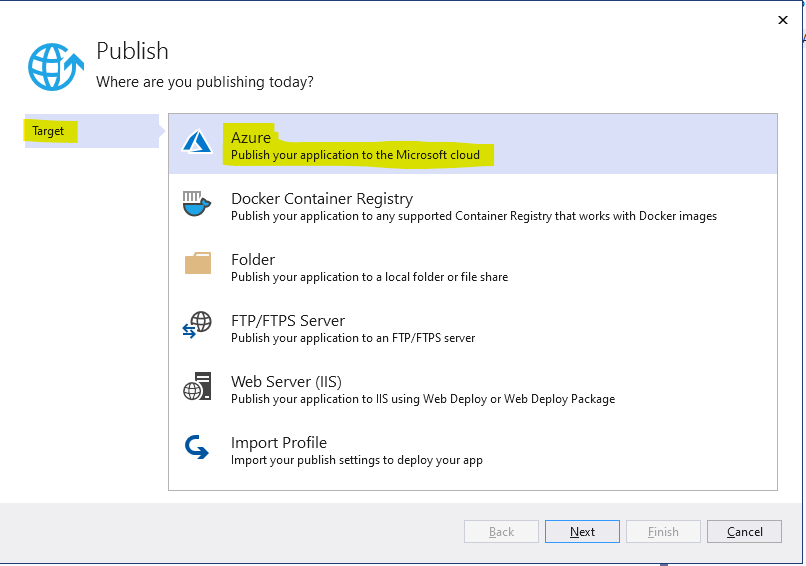 Publish
Where are you publishing today?
Target
Azure
Publish your application to the Microsoft cloud
Docker Container Registry
Publish your application to any supported Container Registry that works with Docker images
Folder
Publish your application to a local folder or file share
FTP/FTPS Server
Publish your application to an FTP/FTPS server
Web Server (IIS)
Publish your application to IIS using Web Deploy or Web Deploy Package
Import Profile
Import your publish settings to deploy your app
Back Next Finish Cancel